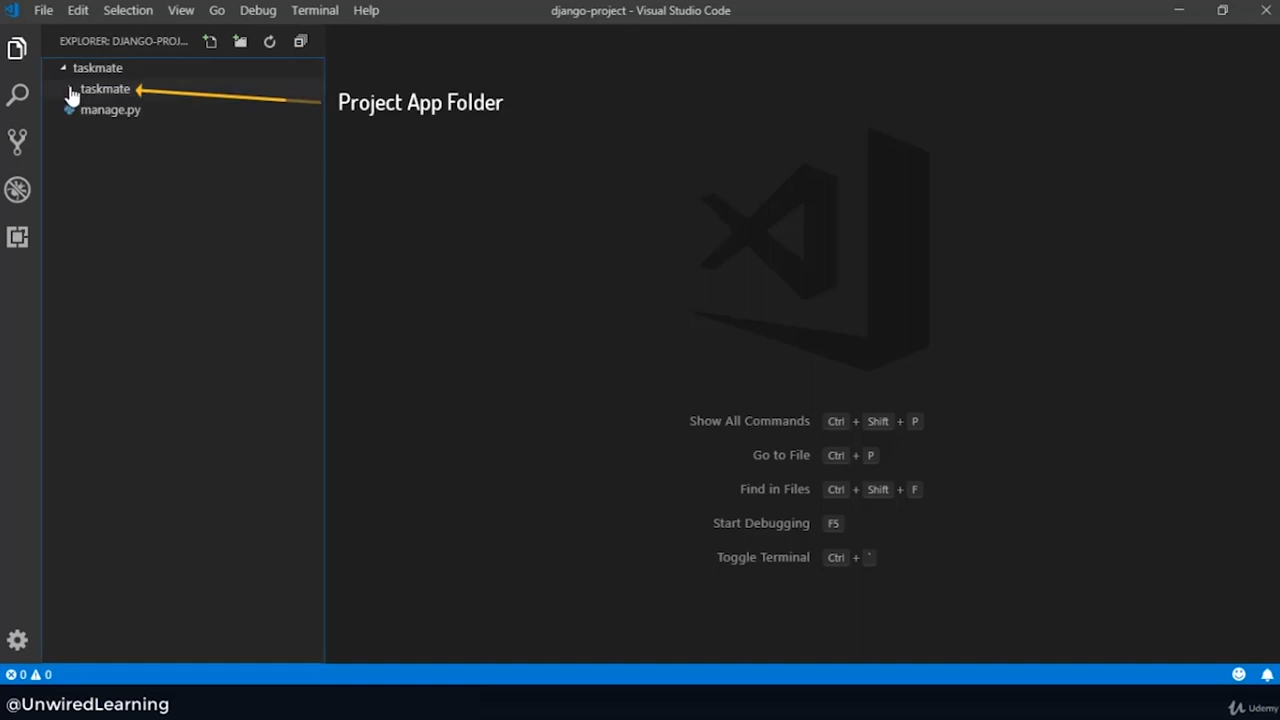 File Edit Selection View Go Debug Terminal Help
django-project - Visual Studio Code
EXPLORER: DJANGO-PROJ...
taskmate
taskmate
manage.py
Project App Folder
Show All Commands Ctrl + Shift + P
Go to File Ctrl + P
Find in Files Ctrl + Shift + F
Start Debugging F5
Toggle Terminal Ctrl + `
0 0
@UnwiredLearning
Udemy